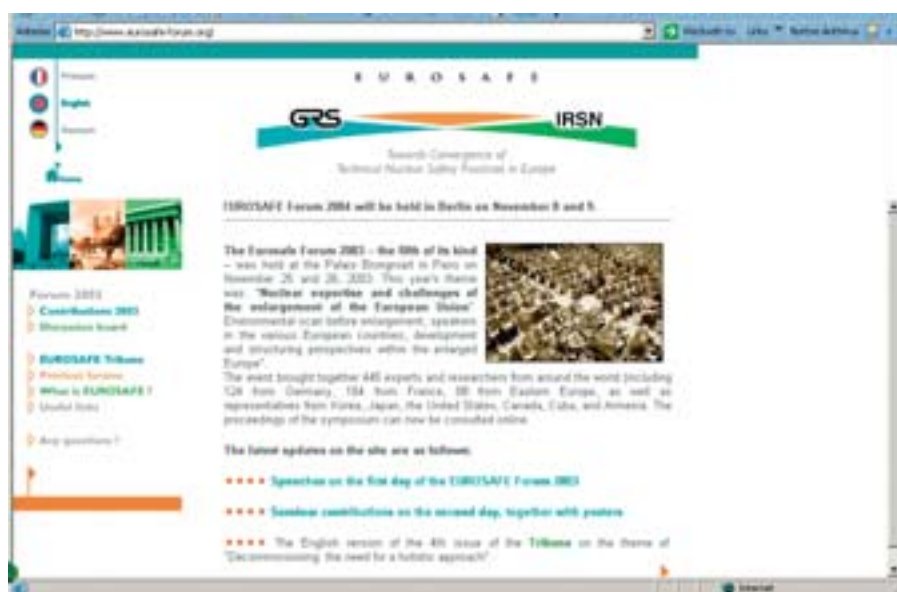 http://www.eurosafe-forum.org/
Links
Norton AntiVirus
Français
English
Deutsch
Home
E U R O S A F E
GRS
IRSN
Towards Convergence of
Technical Nuclear Safety Practices in Europe
EUROSAFE Forum 2004 will be held in Berlin on November 8 and 9.
The Eurosafe Forum 2003 – the fifth of its kind
– was held at the Palais Brongniart in Paris on
November 25 and 26, 2003. This year's theme
was "Nuclear expertise and challenges of
the enlargement of the European Union"
Environmental scan before enlargement, speakers
in the various European countries, development
and structuring perspectives within the enlarged
Europe".
The event brought together 445 experts and researchers from around the world (including
124 from Germany, 184 from France, from Eastern Europe, as well as
representatives from Korea, Japan, the United States, Canada, Cuba, and Armenia. The
proceedings of the symposium can now be consulted online.
The latest updates on the site are as follows:
Speeches on the first day of the EUROSAFE Forum 2003
Seminar contributions on the second day, together with posters
The English version of the 4th issue of the Tribune on the theme of
"Decommissioning: the need for a holistic approach"
Forum 2003
Contributions 2003
Discussion board
EUROSAFE Tribune
Previous forums
What is EUROSAFE ?
Useful links
Any questions ?
Internet